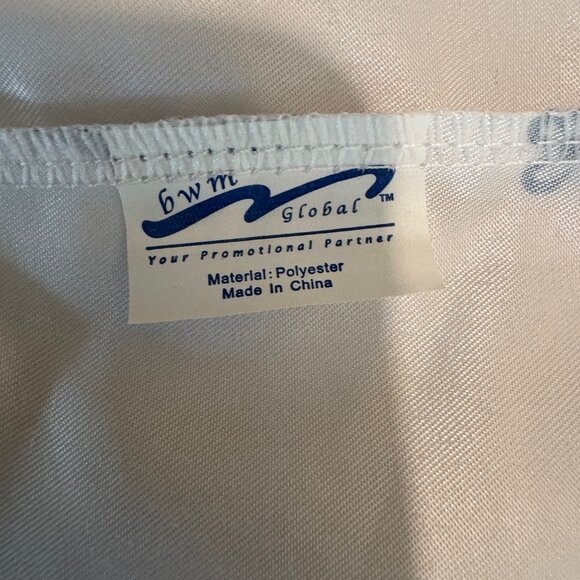 bwm
Global™
Your Promotional Partner
Material: Polyester
Made in China